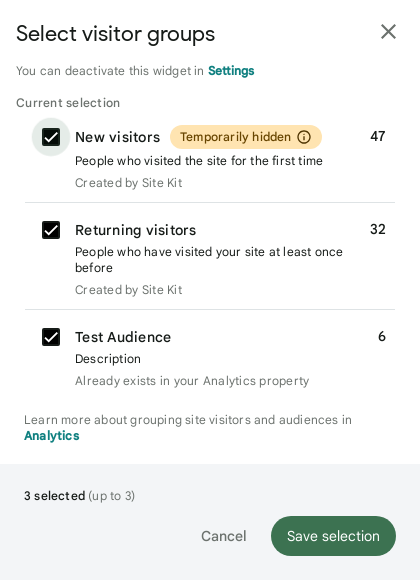 Select visitor groups
You can deactivate this widget in Settings
Current selection
New visitors Temporarily hidden 47
People who visited the site for the first time
Created by Site Kit
Returning visitors 32
People who have visited your site at least once
before
Created by Site Kit
Test Audience 6
Description
Already exists in your Analytics property
Learn more about grouping site visitors and audiences in
Analytics
3 selected (up to 3)
Cancel Save selection